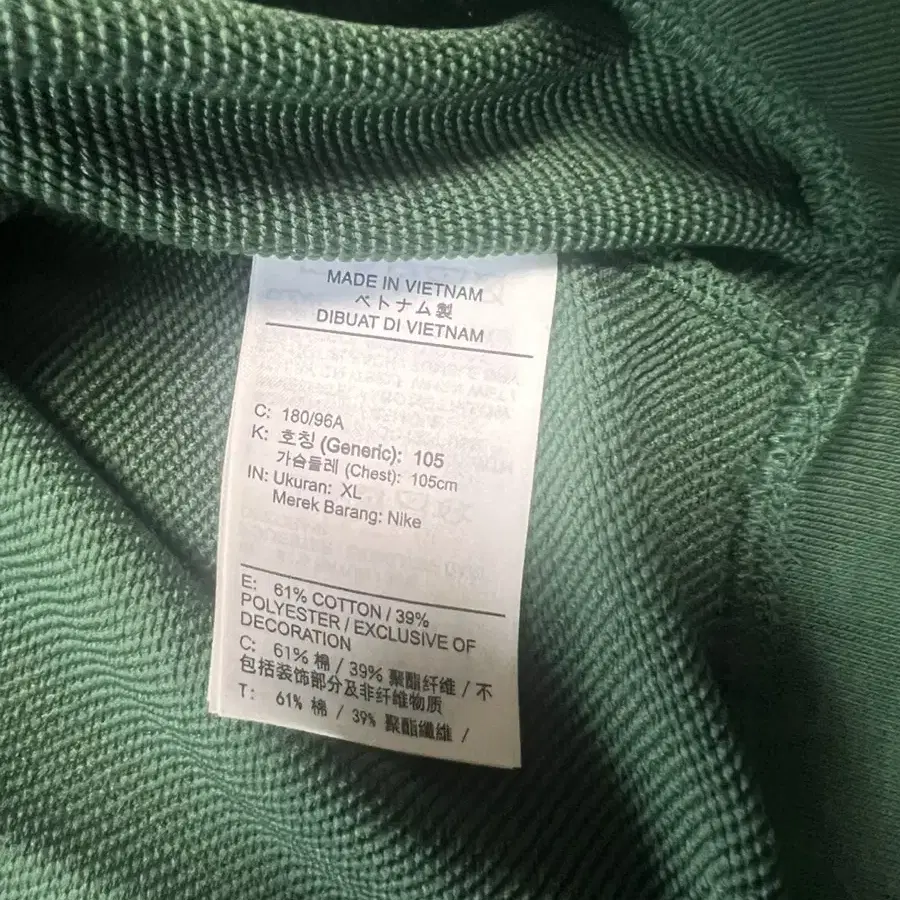 MADE IN VIETNAM
ベトナム製
DIBUAT DI VIETNAM
C: 180/96A
K: 호칭 (Generic): 105
가슴둘레 (Chest): 105cm
IN: Ukuran: XL
Merek Barang: Nike
E: 61% COTTON / 39%
POLYESTER / EXCLUSIVE OF
DECORATION
C: 61% 棉 / 39% 聚酯纤维 / 不
包括装饰部分及非纤维物质
T: 61% 棉 / 39% 聚酯纖維 /